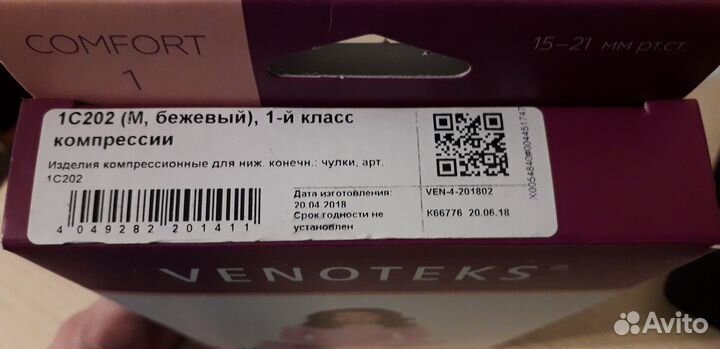 COMFORT
1
15-21 мм рт.ст.
1С202 (М, бежевый), 1-й класс
компрессии
Изделия компрессионные для ниж. конечн.: чулки, арт.
1С202
4 049282 201411
Дата изготовления:
20.04.2018
Срок годности не
установлен
VEN-4-201802
K66776 20.06.18
X0054840#004451747
VENOTEKS®
Avito